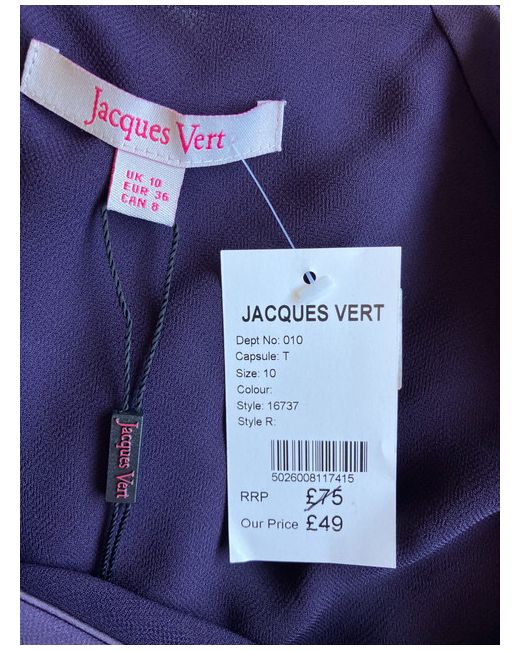 Jacques Vert
UK 10
EUR 36
CAN 8
JACQUES VERT
Dept No: 010
Capsule: T
Size: 10
Colour:
Style: 16737
Style R:
5026008117415
RRP £75
Our Price £49
Jacques Vert